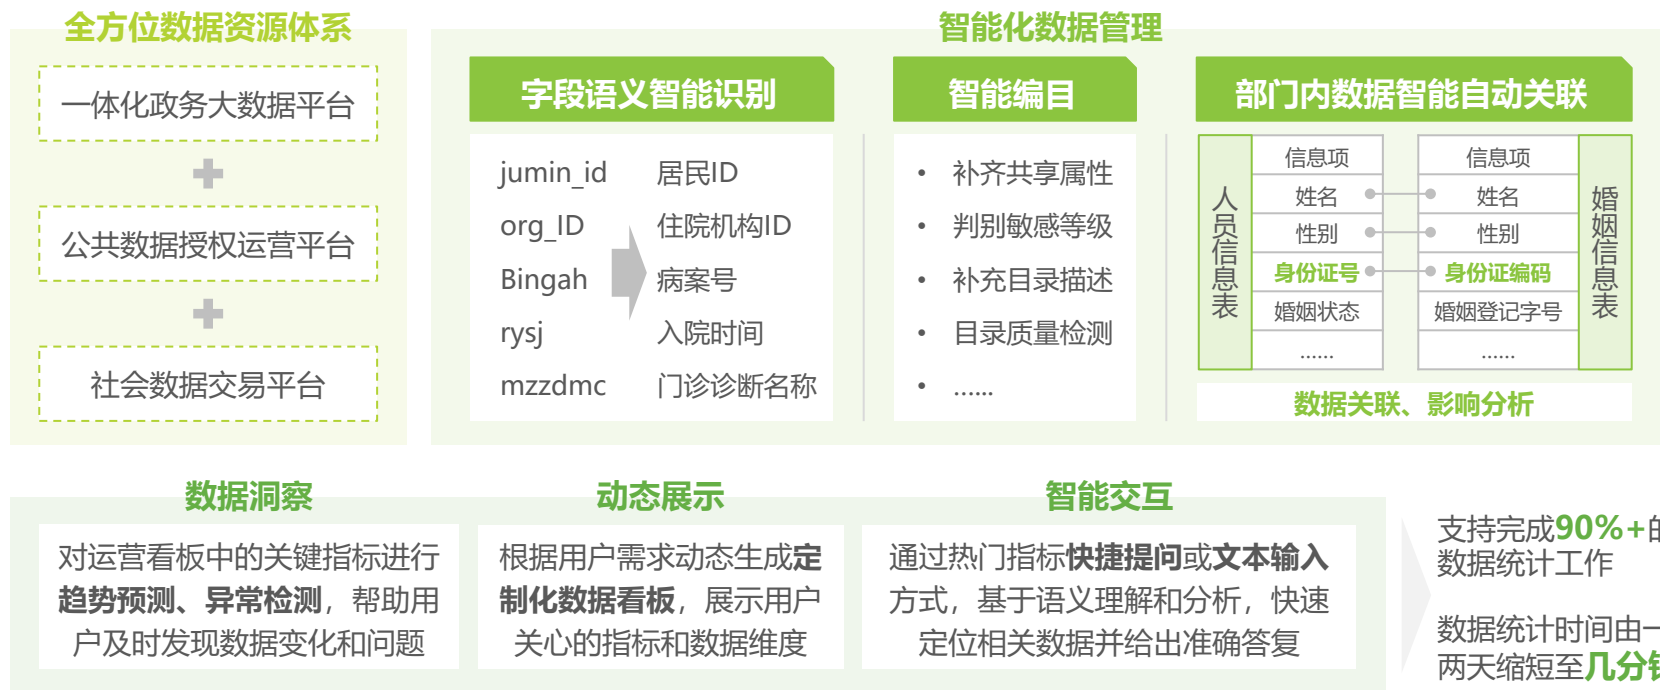 全方位数据资源体系
一体化政务大数据平台
公共数据授权运营平台
社会数据交易平台
智能化数据管理
字段语义智能识别
jumin_id 居民ID
org_ID 住院机构ID
Bingah 病案号
rysj 入院时间
mzzdmc 门诊诊断名称
智能编目
• 补齐共享属性
• 判别敏感等级
• 补充目录描述
• 目录质量检测
• ……
部门内数据智能自动关联
人员信息表
信息项
姓名
性别
身份证号
婚姻状态
……
信息项
姓名
性别
身份证编码
婚姻登记字号
……
婚姻信息表
数据关联、影响分析
数据洞察
对运营看板中的关键指标进行
趋势预测、异常检测，帮助用
户及时发现数据变化和问题
动态展示
根据用户需求动态生成定
制化数据看板，展示用户
关心的指标和数据维度
智能交互
通过热门指标快捷提问或文本输入
方式，基于语义理解和分析，快速
定位相关数据并给出准确答复
支持完成90%+的
数据统计工作
数据统计时间由一
两天缩短至几分